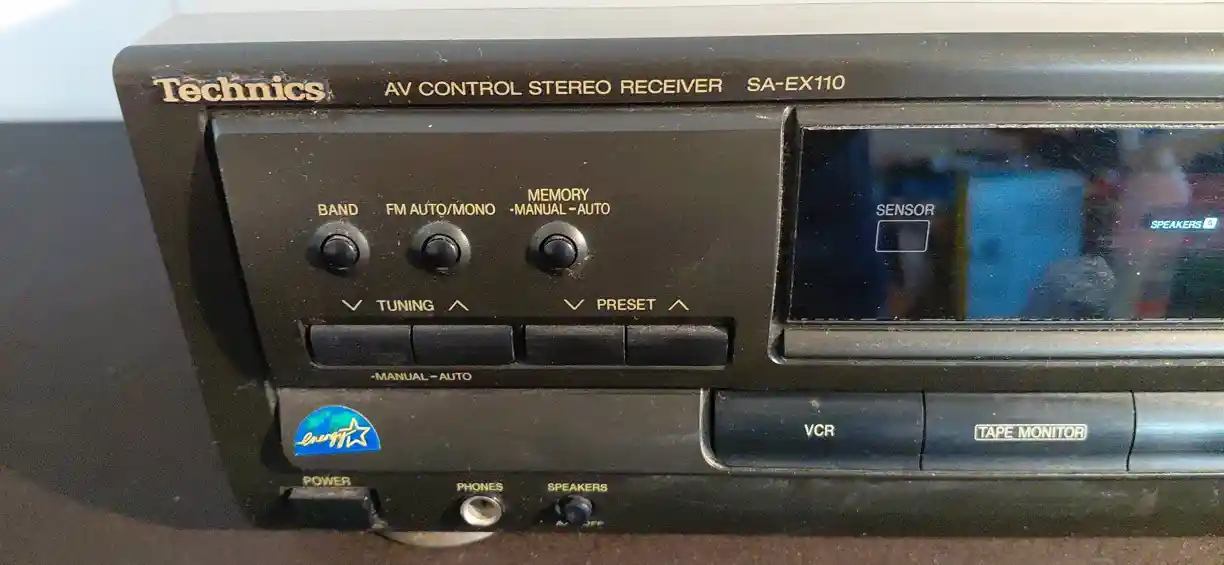 Technics AV CONTROL STEREO RECEIVER SA-EX110
MEMORY
BAND FM AUTO/MONO -MANUAL –AUTO
SENSOR
SPEAKERS
TUNING PRESET
-MANUAL –AUTO
energy
VCR TAPE MONITOR
POWER PHONES SPEAKERS
OFF